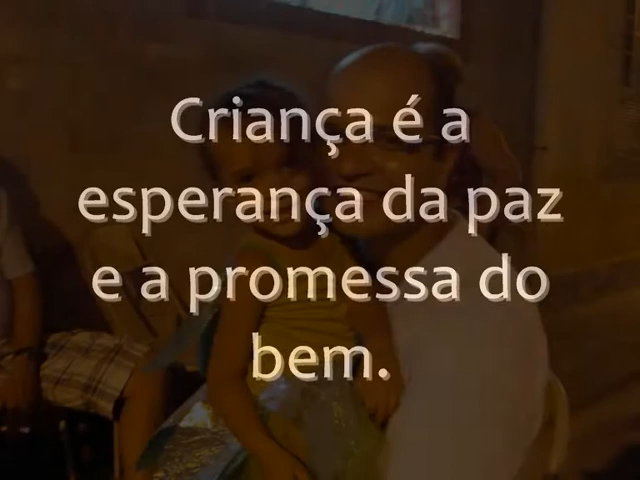 Criança é a
esperança da paz
e a promessa do
bem.